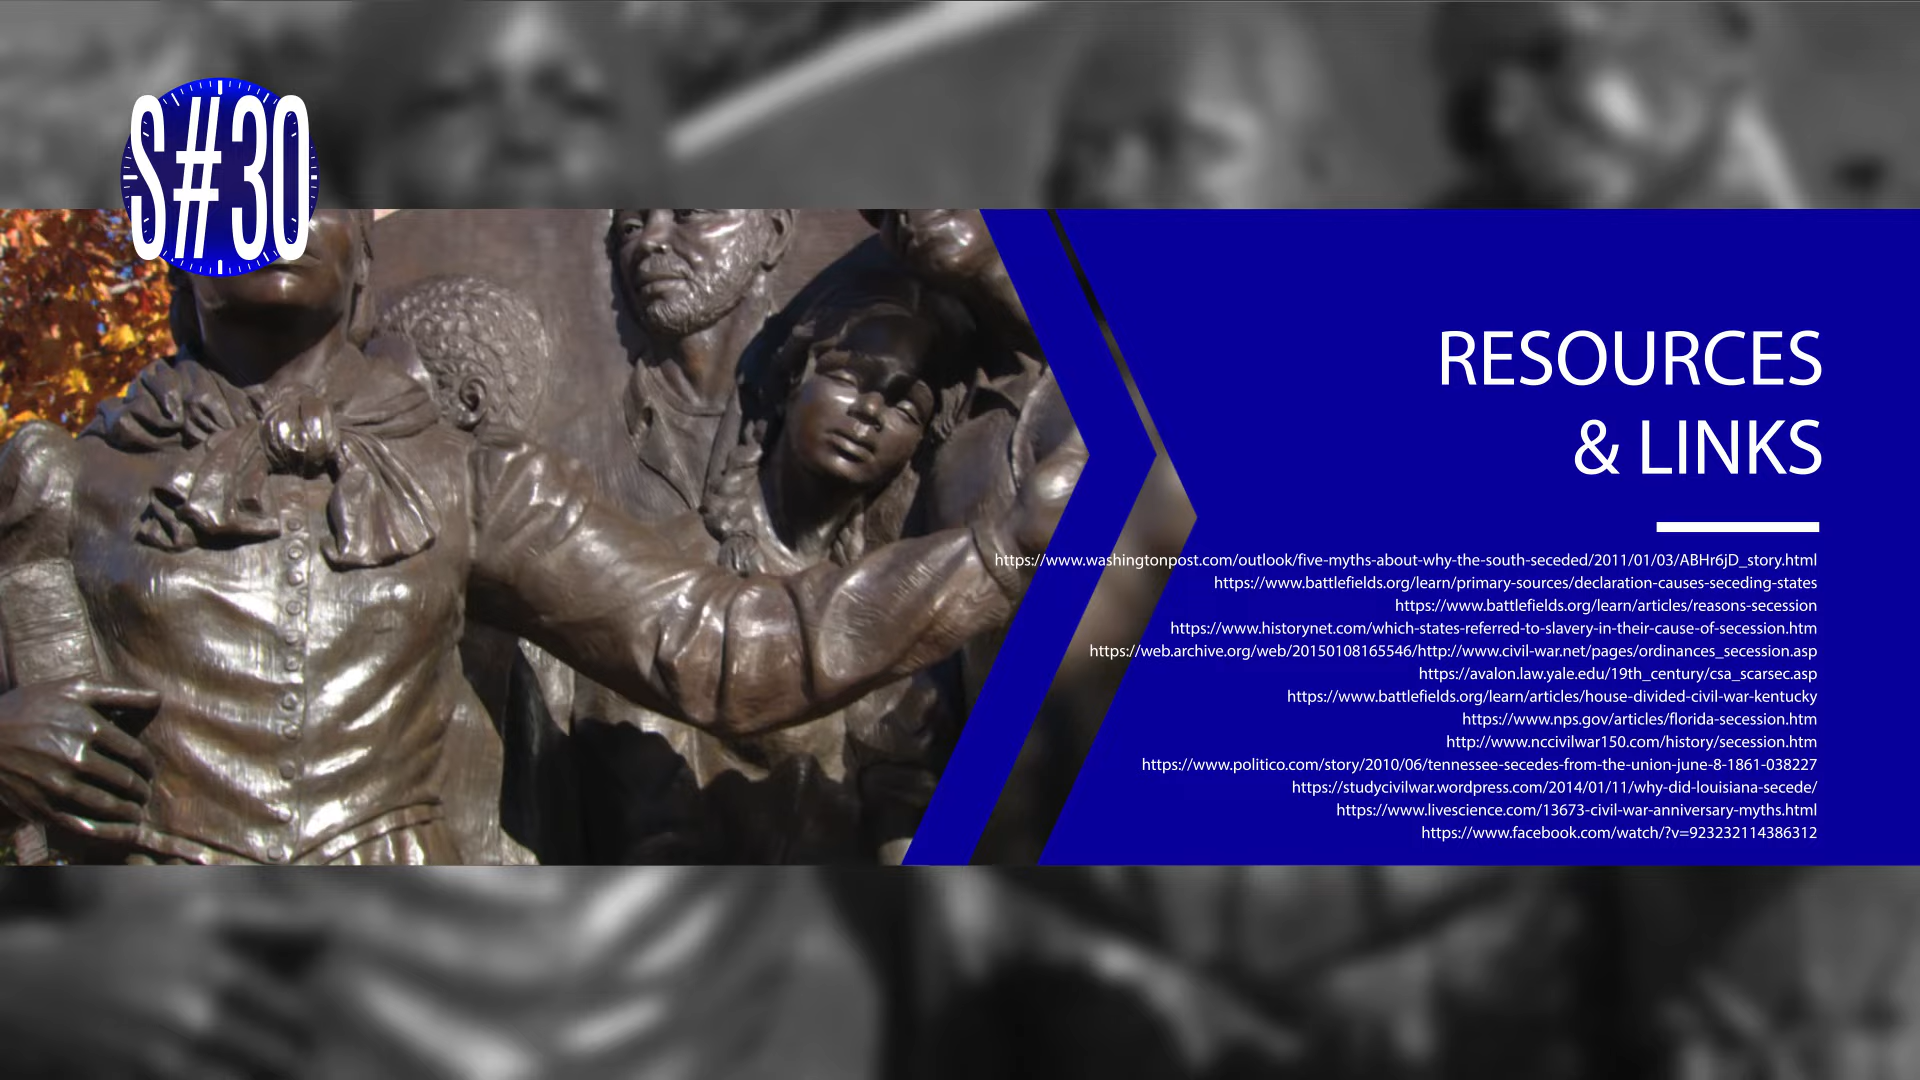 S#30
RESOURCES
& LINKS
https://www.washingtonpost.com/outlook/five-myths-about-why-the-south-seceded/2011/01/03/ABHr6jD_story.html
https://www.battlefields.org/learn/primary-sources/declaration-causes-seceding-states
https://www.battlefields.org/learn/articles/reasons-secession
https://www.historynet.com/which-states-referred-to-slavery-in-their-cause-of-secession.htm
https://web.archive.org/web/20150108165546/http://www.civil-war.net/pages/ordinances_secession.asp
https://avalon.law.yale.edu/19th_century/csa_scarsec.asp
https://www.battlefields.org/learn/articles/house-divided-civil-war-kentucky
https://www.nps.gov/articles/florida-secession.htm
http://www.nccivilwar150.com/history/secession.htm
https://www.politico.com/story/2010/06/tennessee-secedes-from-the-union-june-8-1861-038227
https://studycivilwar.wordpress.com/2014/01/11/why-did-louisiana-secede/
https://www.livescience.com/13673-civil-war-anniversary-myths.html
https://www.facebook.com/watch/?v=923232114386312